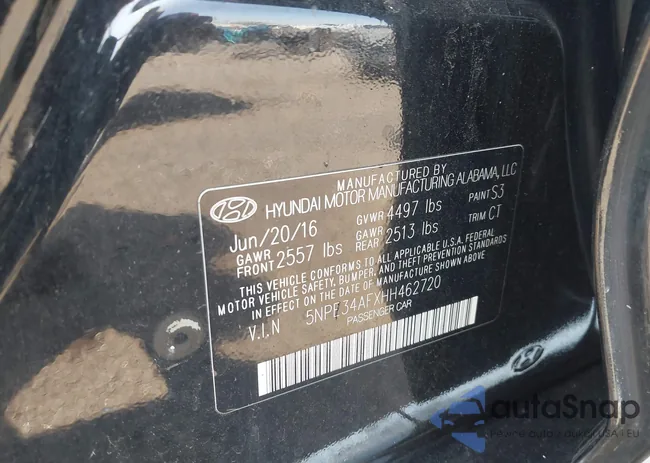 MANUFACTURED BY
HYUNDAI MOTOR MANUFACTURING ALABAMA, LLC
Jun/20/16 GVWR 4497 lbs PAINT S3
GAWR FRONT 2557 lbs GAWR REAR 2513 lbs TRIM CT
THIS VEHICLE CONFORMS TO ALL APPLICABLE U.S.A. FEDERAL
MOTOR VEHICLE SAFETY, BUMPER, AND THEFT PREVENTION STANDARDS
IN EFFECT ON THE DATE OF MANUFACTURE SHOWN ABOVE
V.I.N 5NPE34AFXHH462720
PASSENGER CAR
autaSnap